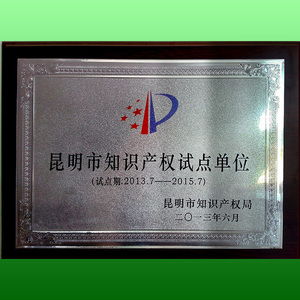 昆明市知识产权试点单位
(试点期:2013.7——2015.7)
昆明市知识产权局
二〇一三年六月